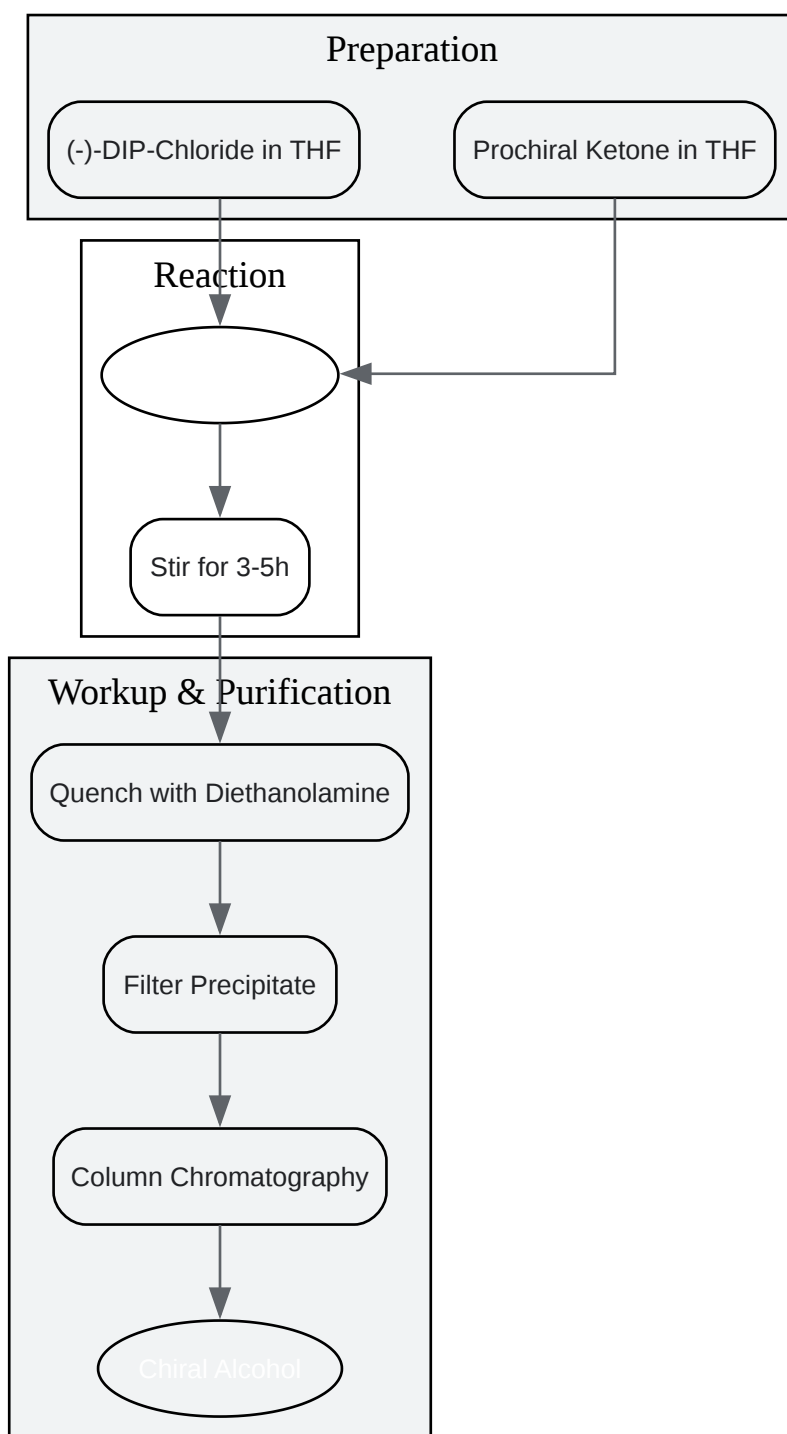 Preparation
(-)-DIP-Chloride in THF
Prochiral Ketone in THF
Reaction
Stir for 3-5h
Workup & Purification
Quench with Diethanolamine
Filter Precipitate
Column Chromatography
Chiral Alcohol